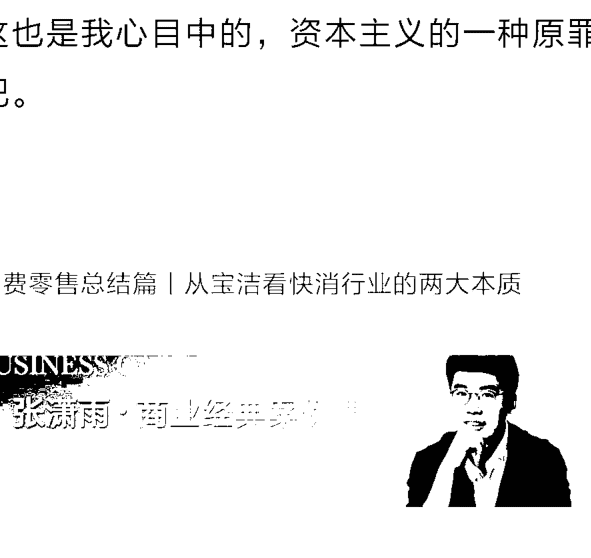 这也是我心目中的，资本主义的一种原罪
吧。
费零售总结篇丨从宝洁看快消行业的两大本质
USINESS
张潇雨·商业经典案